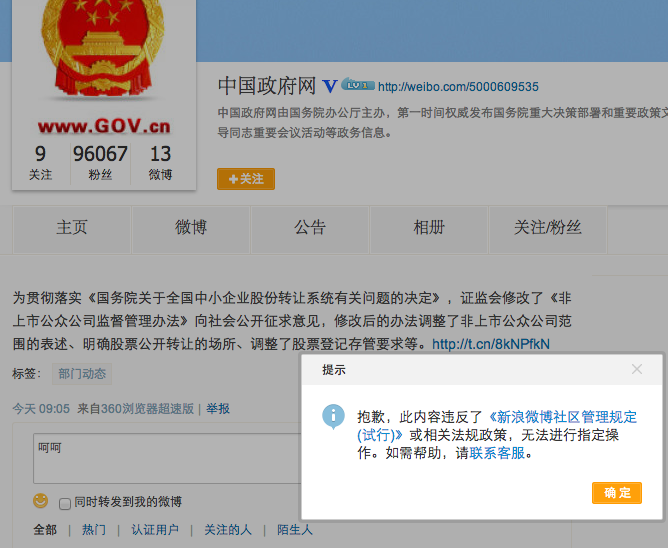 www.GOV.cn
9 96067 13
关注 粉丝 微博
中国政府网 V LV 1 http://weibo.com/5000609535
中国政府网由国务院办公厅主办，第一时间权威发布国务院重大决策部署和重要政策文
导同志重要会议活动等政务信息。
+关注
主页 微博 公告 相册 关注/粉丝
为贯彻落实《国务院关于全国中小企业股份转让系统有关问题的决定》，证监会修改了《非
上市公众公司监督管理办法》向社会公开征求意见，修改后的办法调整了非上市公众公司范
围的表述、明确股票公开转让的场所、调整了股票登记存管要求等。http://t.cn/8kNPfkN
标签： 部门动态
今天 09:05 来自360浏览器超速版 | 举报
呵呵
同时转发到我的微博
全部 | 热门 | 认证用户 | 关注的人 | 陌生人
提示
抱歉，此内容违反了《新浪微博社区管理规定
(试行)》或相关法规政策，无法进行指定操
作。如需帮助，请联系客服。
确定